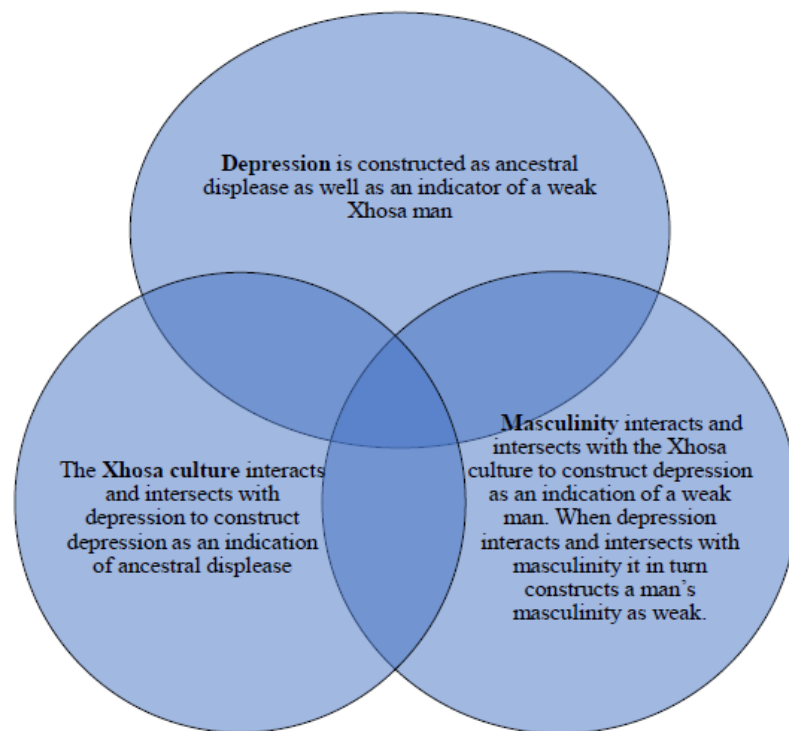 Depression is constructed as ancestral
displease as well as an indicator of a weak
Xhosa man
The Xhosa culture interacts
and intersects with
depression to construct
depression as an indication
of ancestral displease
Masculinity interacts and
intersects with the Xhosa
culture to construct depression
as an indication of a weak
man. When depression
interacts and intersects with
masculinity it in turn
constructs a man’s
masculinity as weak.